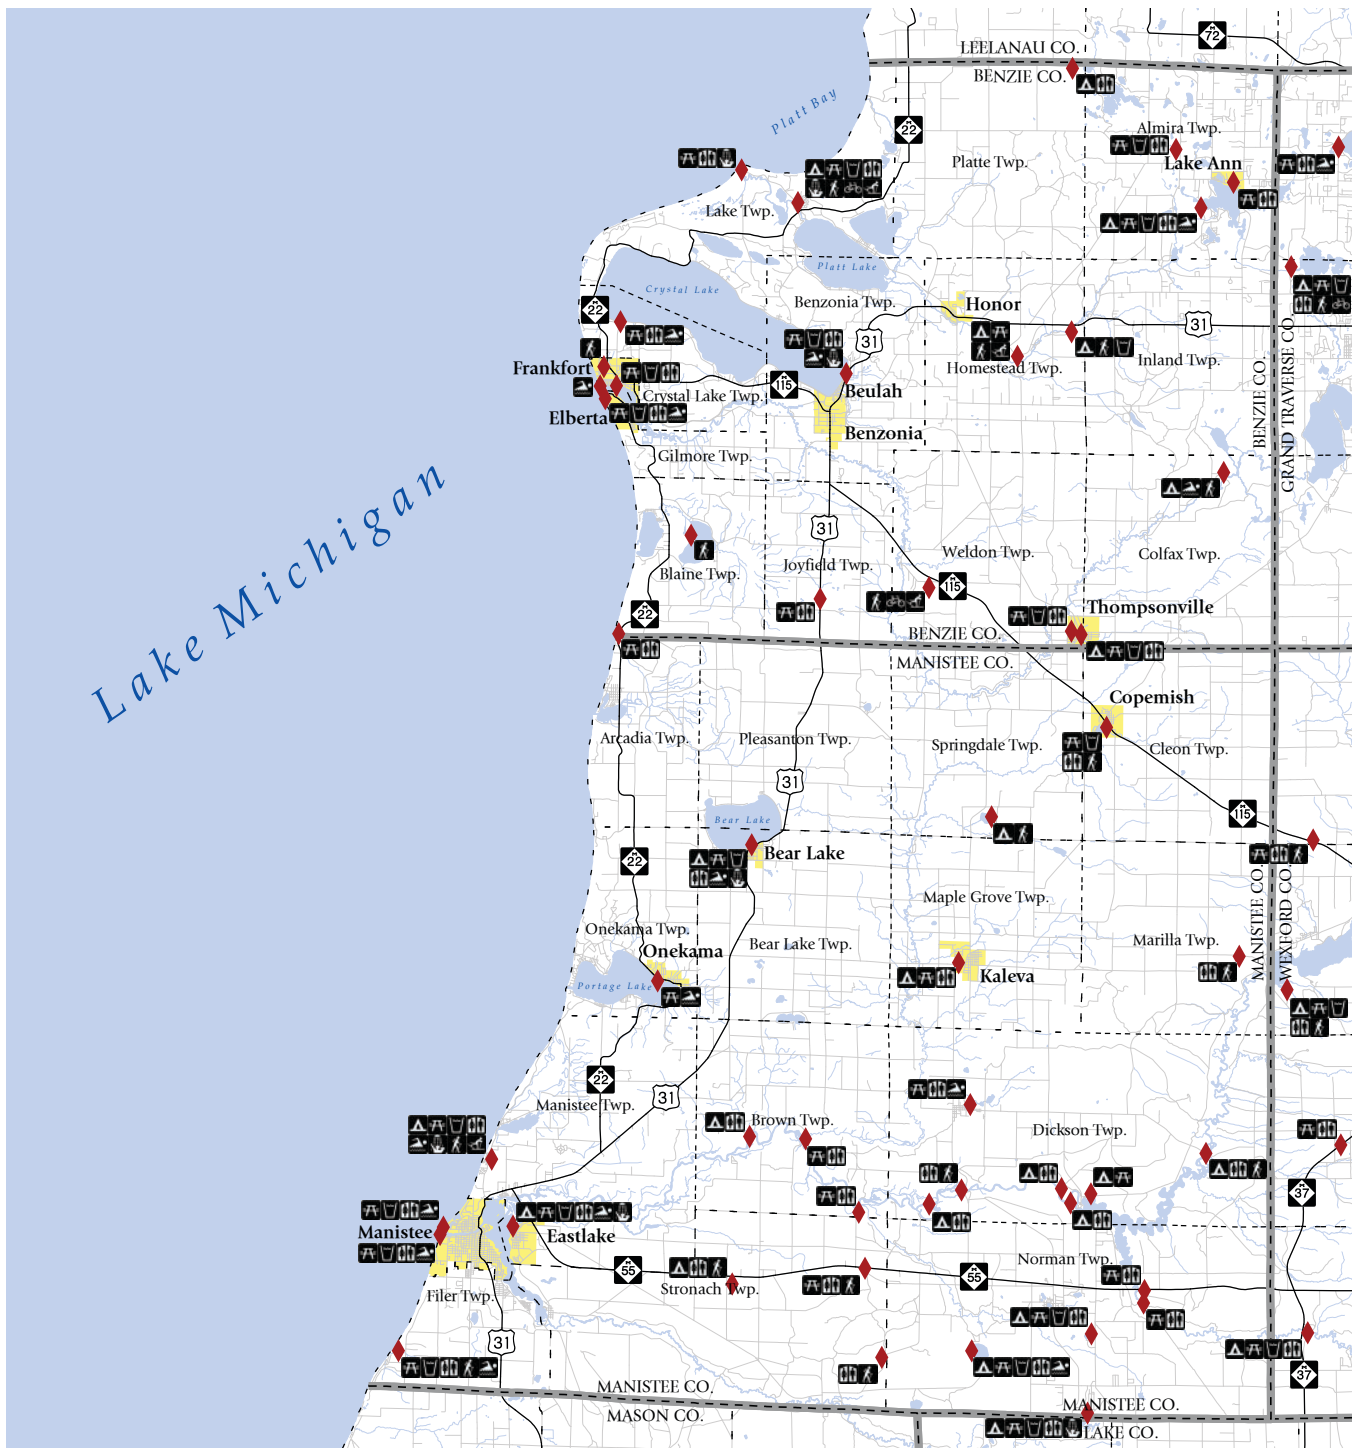 72
LEELANAU CO.
BENZIE CO.
Platt Bay
M
22
Almira Twp.
Platte Twp.
Lake Ann
Lake Twp.
Platt Lake
Crystal Lake
Benzonia Twp.
Honor
M
22
31
31
Homestead Twp.
Inland Twp.
Frankfort
M
115
Crystal Lake Twp.
Beulah
Elberta
Benzonia
BENZIE CO.
GRAND TRAVERSE CO.
Gilmore Twp.
Lake Michigan
31
Weldon Twp.
Colfax Twp.
Joyfield Twp.
Blaine Twp.
M
115
M
22
Thompsonville
BENZIE CO.
MANISTEE CO.
Copemish
Arcadia Twp.
Pleasanton Twp.
Springdale Twp.
Cleon Twp.
31
M
115
Bear Lake
Bear Lake
M
22
MANISTEE CO.
WEXFORD CO.
Maple Grove Twp.
Onekama Twp.
Bear Lake Twp.
Marilla Twp.
Onekama
Kaleva
Portage Lake
M
22
31
Manistee Twp.
Brown Twp.
Dickson Twp.
M
37
Manistee
Eastlake
Norman Twp.
M
55
M
55
Stronach Twp.
Filer Twp.
31
M
37
MANISTEE CO.
MASON CO.
MANISTEE CO.
LAKE CO.